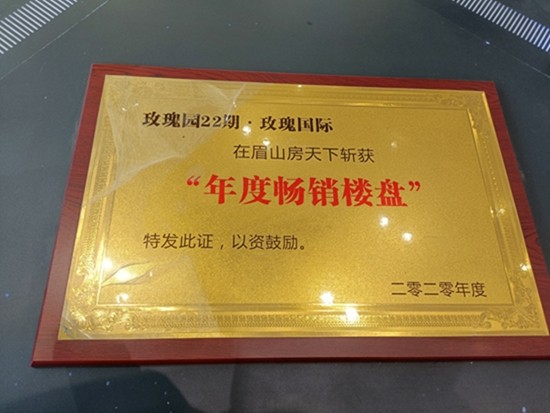 玫瑰园22期·玫瑰国际
在眉山房天下斩获
“年度畅销楼盘”
特发此证，以资鼓励。
二零二零年度